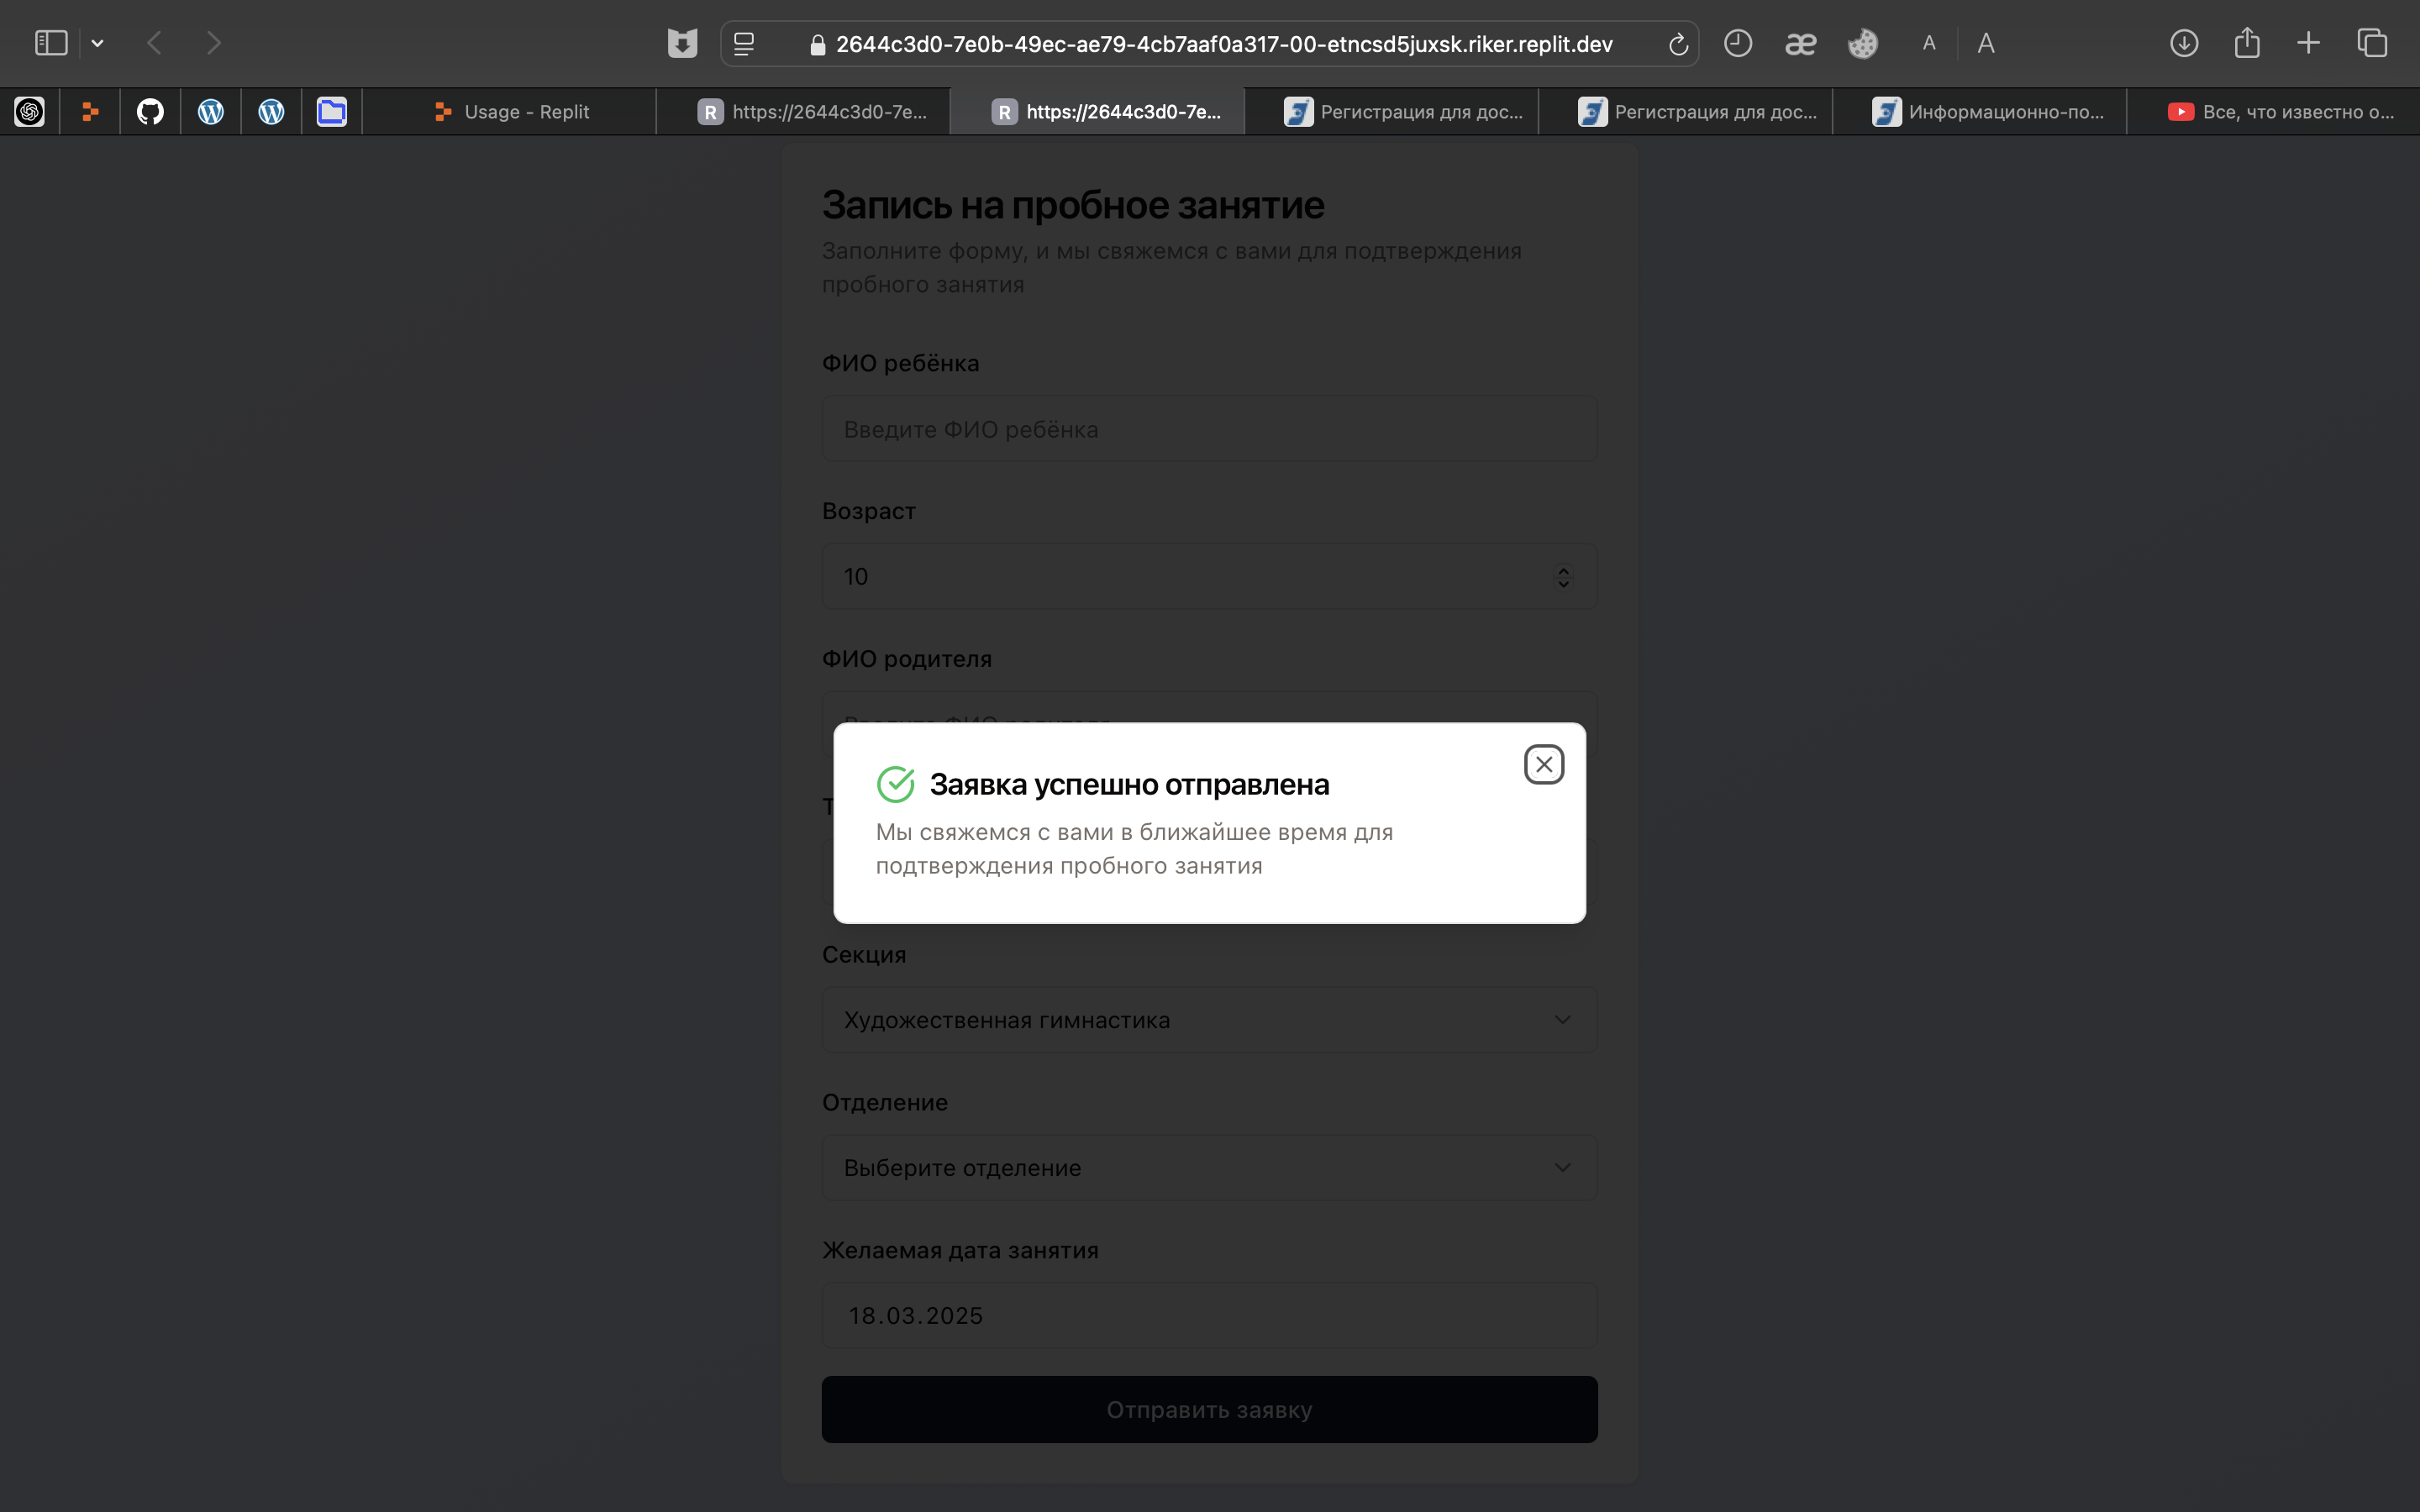 2644c3d0-7e0b-49ec-ae79-4cb7aaf0a317-00-etncsd5juxsk.riker.replit.dev
æ A A
Usage - Replit
R https://2644c3d0-7e...
R https://2644c3d0-7e...
Регистрация для дос...
Регистрация для дос...
Информационно-по...
Все, что известно о...
Запись на пробное занятие
Заполните форму, и мы свяжемся с вами для подтверждения
пробного занятия
ФИО ребёнка
Введите ФИО ребёнка
Возраст
10
ФИО родителя
Заявка успешно отправлена
Мы свяжемся с вами в ближайшее время для
подтверждения пробного занятия
Секция
Художественная гимнастика
Отделение
Выберите отделение
Желаемая дата занятия
18.03.2025
Отправить заявку